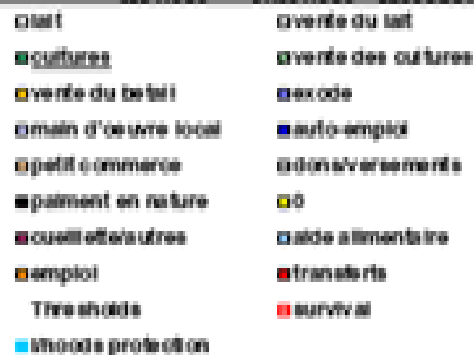 lait
vente du lait
cultures
vente des cultures
vente du betail
exode
main d'oeuvre local
auto-emploi
petit commerce
dons/versements
paiment en nature
0
cueillette/autres
aide alimentaire
emploi
transferts
Thresholds
survival
lihoods protection